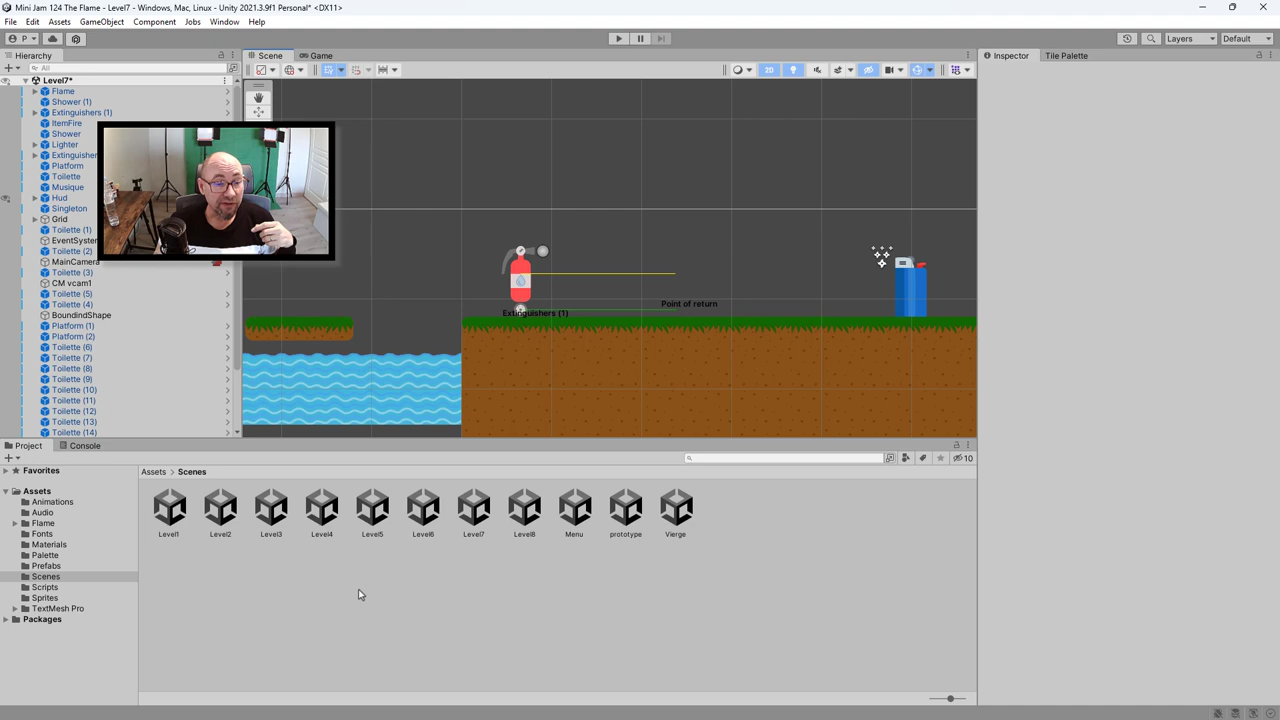 Mini Jam 124 The Flame - Level7 - Windows, Mac, Linux - Unity 2021.3.9f1 Personal* <DX11>
File Edit Assets GameObject Component Jobs Window Help
P Layers Default
Hierarchy
Scene Game
Inspector Tile Palette
All
2D
Level7*
Flame
Shower (1)
Extinguishers (1)
ItemFire
Shower
Lighter
Extinguisher
Platform
Toilette
Musique
Hud
Singleton
Grid
Toilette (1)
EventSystem
Toilette (2)
MainCamera
Toilette (3)
CM vcam1
Toilette (5)
Toilette (4)
BoundindShape
Platform (1)
Platform (2)
Toilette (6)
Toilette (7)
Toilette (8)
Toilette (9)
Toilette (10)
Toilette (11)
Toilette (12)
Toilette (13)
Toilette (14)
Point of return
Extinguishers (1)
Project Console
10
Favorites
Assets
Animations
Audio
Flame
Fonts
Materials
Palette
Prefabs
Scenes
Scripts
Sprites
TextMesh Pro
Packages
Assets > Scenes
Level1 Level2 Level3 Level4 Level5 Level6 Level7 Level8 Menu prototype Vierge